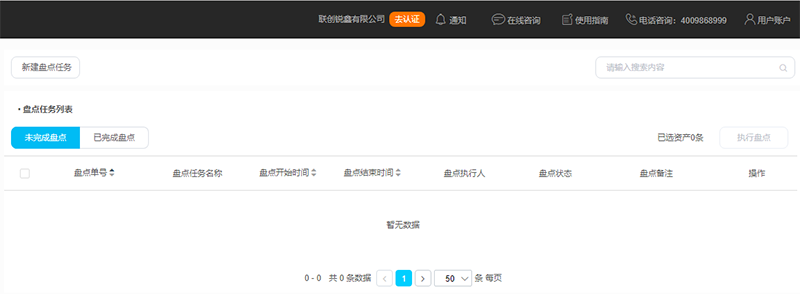 联创锐鑫有限公司 去认证 通知 在线咨询 使用指南 电话咨询：4009868999 用户账户
新建盘点任务 请输入搜索内容
· 盘点任务列表
未完成盘点 已完成盘点 已选资产0条 执行盘点
盘点单号 盘点任务名称 盘点开始时间 盘点结束时间 盘点执行人 盘点状态 盘点备注 操作
暂无数据
0 - 0 共 0 条数据 < 1 > 50 条 每页